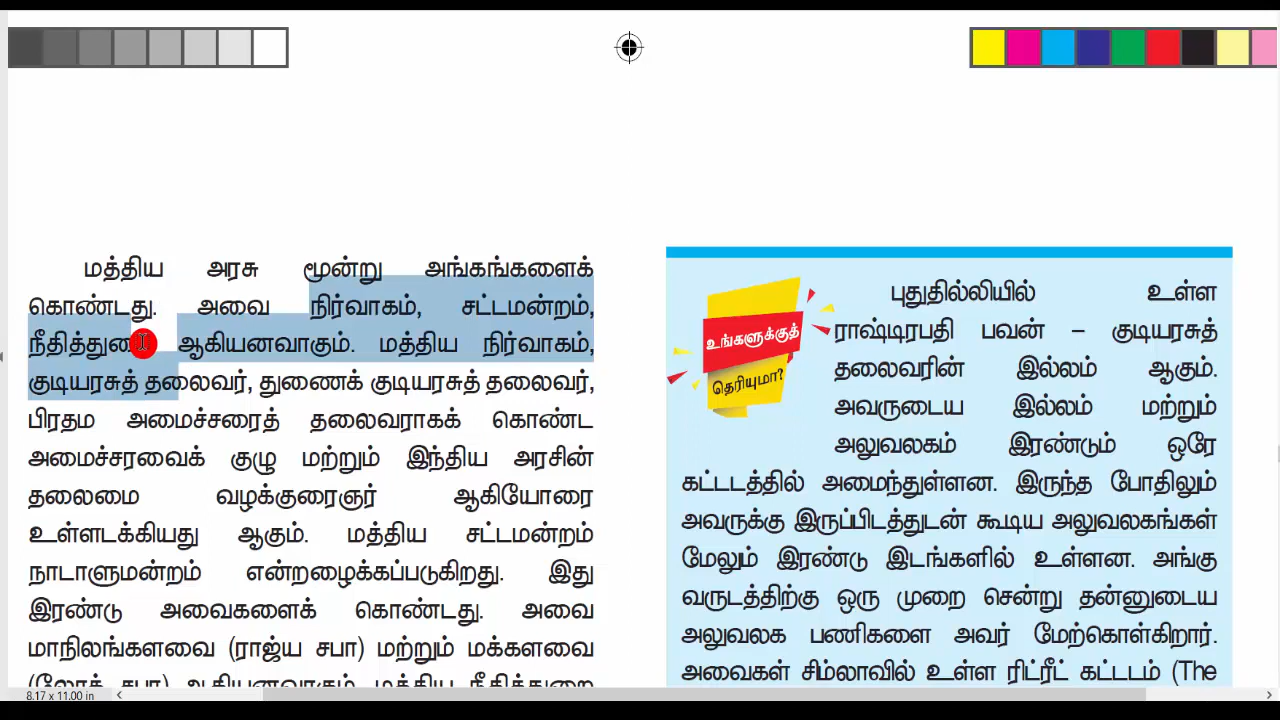 மத்திய அரசு மூன்று அங்கங்களைக்
கொண்டது. அவை நிர்வாகம், சட்டமன்றம்,
ஆகியனவாகும். மத்திய நிர்வாகம்,
குடியரசுத் தலைவர், துணைக் குடியரசுத் தலைவர்,
பிரதம அமைச்சரைத் தலைவராகக் கொண்ட
அமைச்சரவைக் குழு மற்றும் இந்திய அரசின்
தலைமை வழக்குரைஞர் ஆகியோரை
உள்ளடக்கியது ஆகும். மத்திய சட்டமன்றம்
நாடாளுமன்றம் என்றழைக்கப்படுகிறது. இது
இரண்டு அவைகளைக் கொண்டது. அவை
மாநிலங்களவை (ராஜ்ய சபா) மற்றும் மக்களவை
(லோக் சபா) ஆகியனவாகும். மத்திய நீதித்துறை
உங்களுக்குத்
தெரியுமா?
புதுதில்லியில் உள்ள
ராஷ்டிரபதி பவன் – குடியரசுத்
தலைவரின் இல்லம் ஆகும்.
அவருடைய இல்லம் மற்றும்
அலுவலகம் இரண்டும் ஒரே
கட்டடத்தில் அமைந்துள்ளன. இருந்த போதிலும்
அவருக்கு இருப்பிடத்துடன் கூடிய அலுவலகங்கள்
மேலும் இரண்டு இடங்களில் உள்ளன. அங்கு
வருடத்திற்கு ஒரு முறை சென்று தன்னுடைய
அலுவலக பணிகளை அவர் மேற்கொள்கிறார்.
அவைகள் சிம்லாவில் உள்ள ரிட்ரீட் கட்டடம் (The
8.17 x 11.00 in